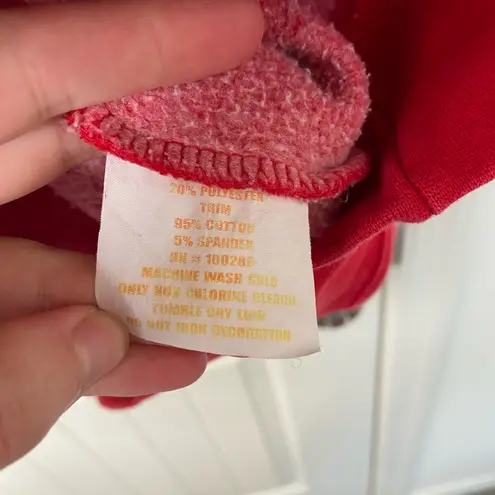 20% POLYESTER
TRIM
95% COTTON
5% SPANDEX
RN # 10028
MACHINE WASH COLD
ONLY NON CHLORINE BLEACH
TUMBLE DRY LOW
DO NOT IRON DECORATION